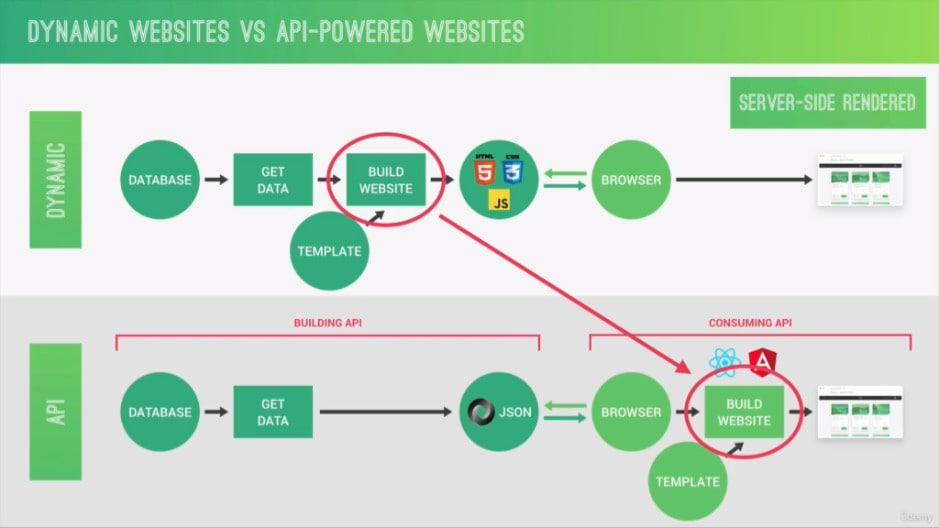 DYNAMIC WEBSITES VS API-POWERED WEBSITES
SERVER-SIDE RENDERED
DYNAMIC
DATABASE
GET
DATA
BUILD
WEBSITE
TEMPLATE
HTML
5
CSS
3
JS
BROWSER
BUILDING API
CONSUMING API
API
DATABASE
GET
DATA
JSON
BROWSER
BUILD
WEBSITE
TEMPLATE
udemy